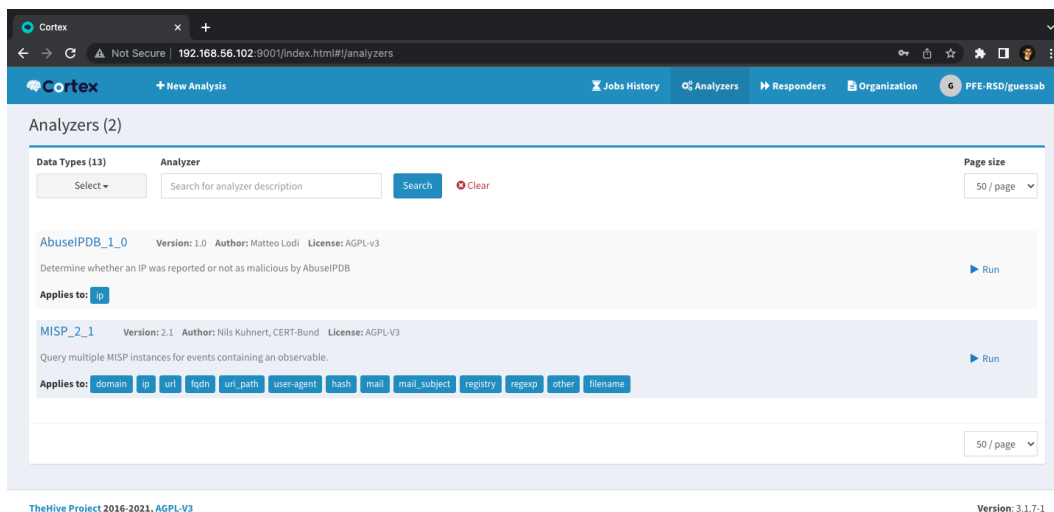 Cortex
Not Secure | 192.168.56.102:9001/index.html#!/analyzers
Cortex + New Analysis Jobs History Analyzers Responders Organization G PFE-RSD/guessab
Analyzers (2)
Data Types (13) Analyzer Page size
Select Search for analyzer description Search Clear 50 / page
AbuseIPDB_1_0 Version: 1.0 Author: Matteo Lodi License: AGPL-v3
Determine whether an IP was reported or not as malicious by AbuseIPDB Run
Applies to: ip
MISP_2_1 Version: 2.1 Author: Nils Kuhnert, CERT-Bund License: AGPL-V3
Query multiple MISP instances for events containing an observable. Run
Applies to: domain ip url fqdn uri_path user-agent hash mail mail_subject registry regexp other filename
50 / page
TheHive Project 2016-2021, AGPL-V3 Version: 3.1.7-1